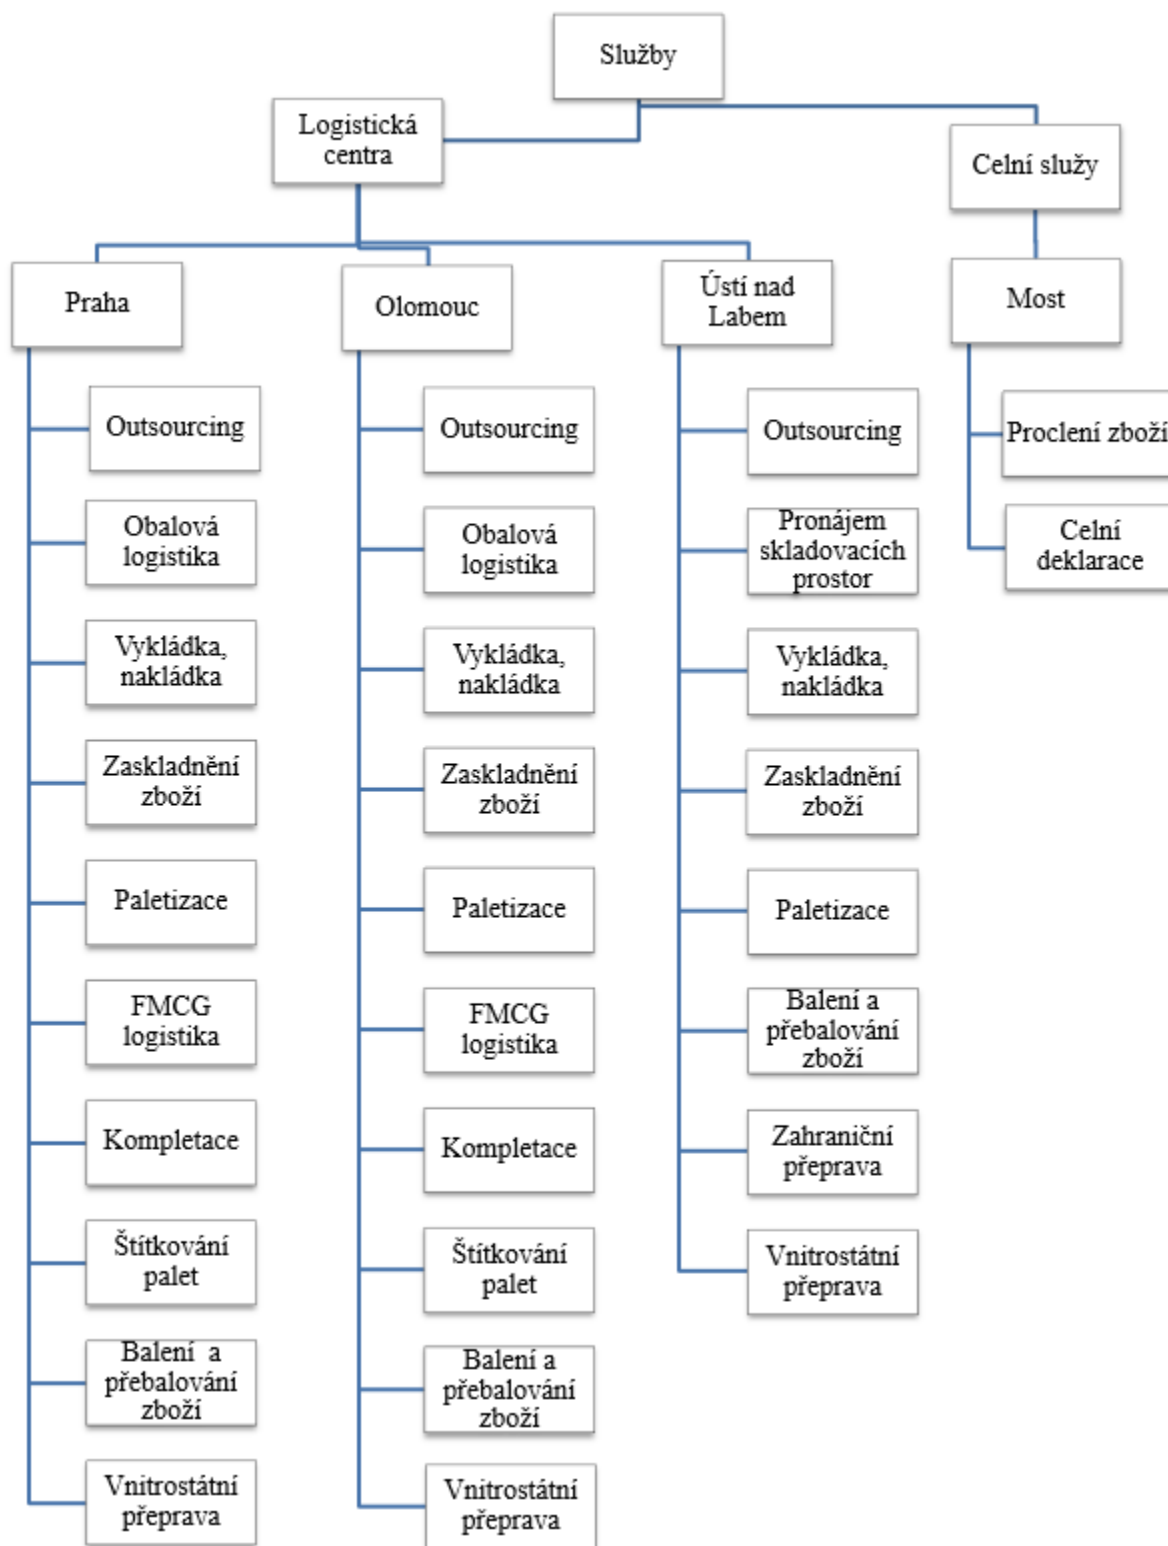 Služby
Logistická
centra
Celní služy
Praha
Olomouc
Ústí nad
Labem
Most
Outsourcing
Obalová
logistika
Vykládka,
nakládka
Zaskladnění
zboží
Paletizace
FMCG
logistika
Kompletace
Štítkování
palet
Balení a
přebalování
zboží
Vnitrostátní
přeprava
Outsourcing
Obalová
logistika
Vykládka,
nakládka
Zaskladnění
zboží
Paletizace
FMCG
logistika
Kompletace
Štítkování
palet
Balení a
přebalování
zboží
Vnitrostátní
přeprava
Outsourcing
Pronájem
skladovacích
prostor
Vykládka,
nakládka
Zaskladnění
zboží
Paletizace
Balení a
přebalování
zboží
Zahraniční
přeprava
Vnitrostátní
přeprava
Proclení zboží
Celní
deklarace